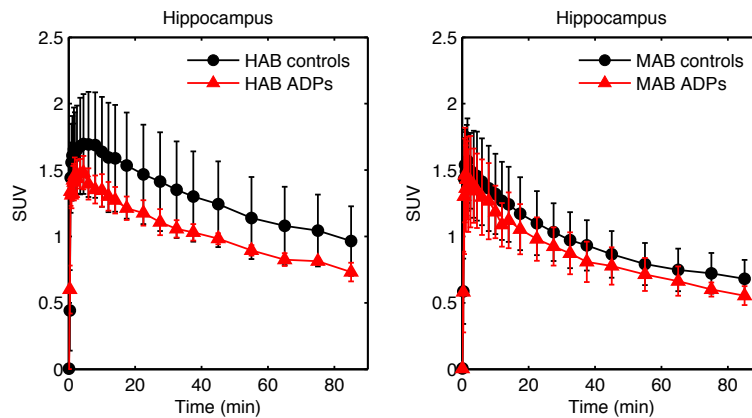 Hippocampus
2.5
2
1.5
1
0.5
0
SUV
HAB controls
HAB ADPs
0 20 40 60 80
Time (min)
Hippocampus
2.5
2
1.5
1
0.5
0
SUV
MAB controls
MAB ADPs
0 20 40 60 80
Time (min)